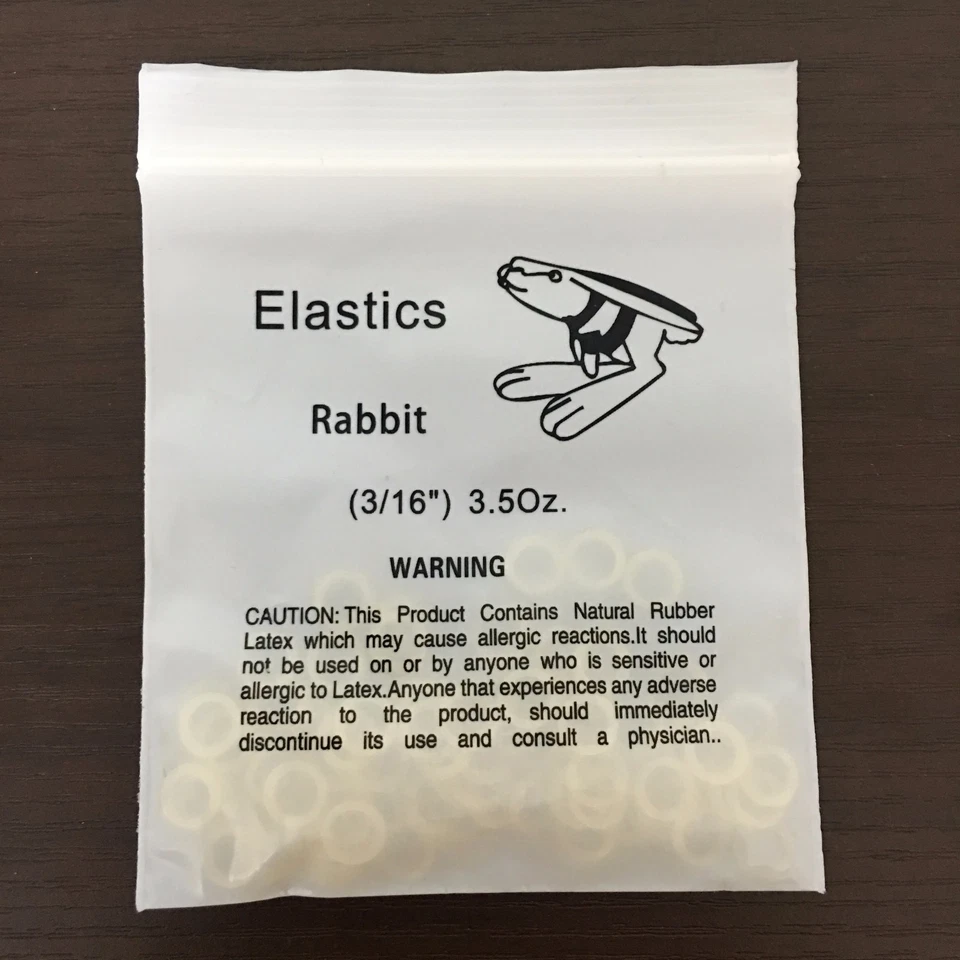 Elastics
Rabbit
(3/16") 3.5Oz.
WARNING
CAUTION: This Product Contains Natural Rubber
Latex which may cause allergic reactions.It should
not be used on or by anyone who is sensitive or
allergic to Latex.Anyone that experiences any adverse
reaction to the product, should immediately
discontinue its use and consult a physician..